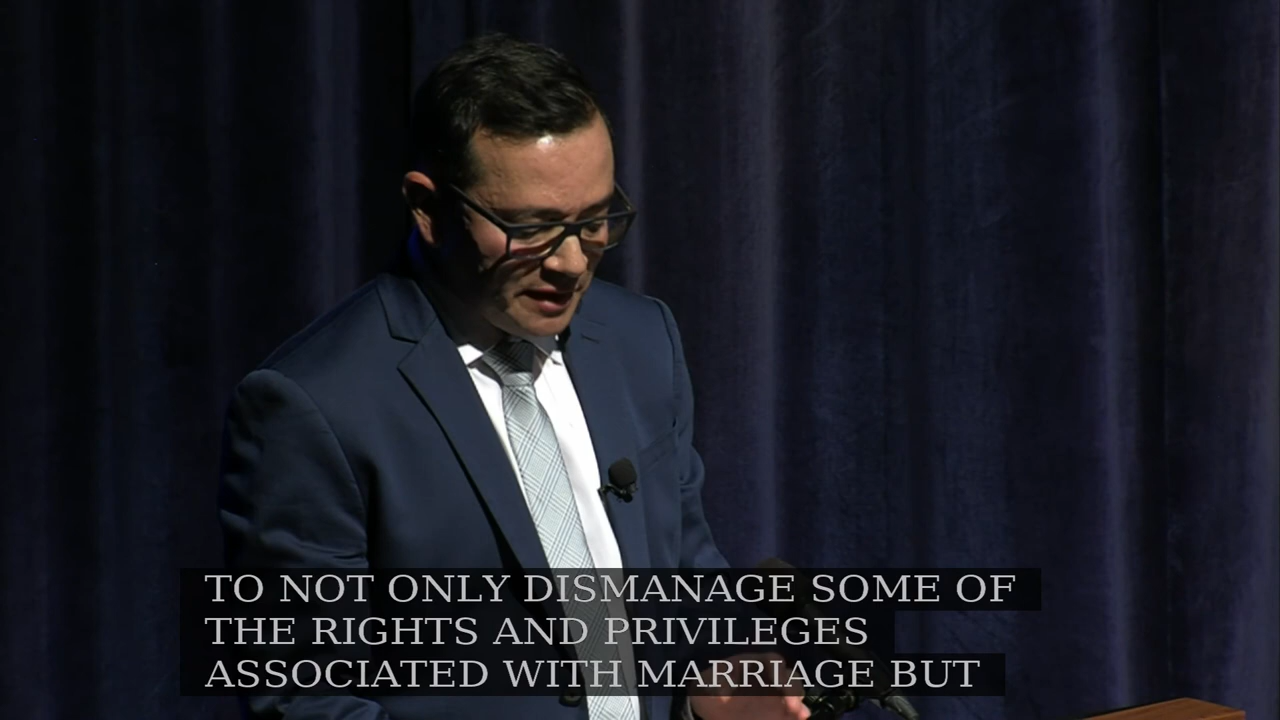 TO NOT ONLY DISMANAGE SOME OF
THE RIGHTS AND PRIVILEGES
ASSOCIATED WITH MARRIAGE BUT